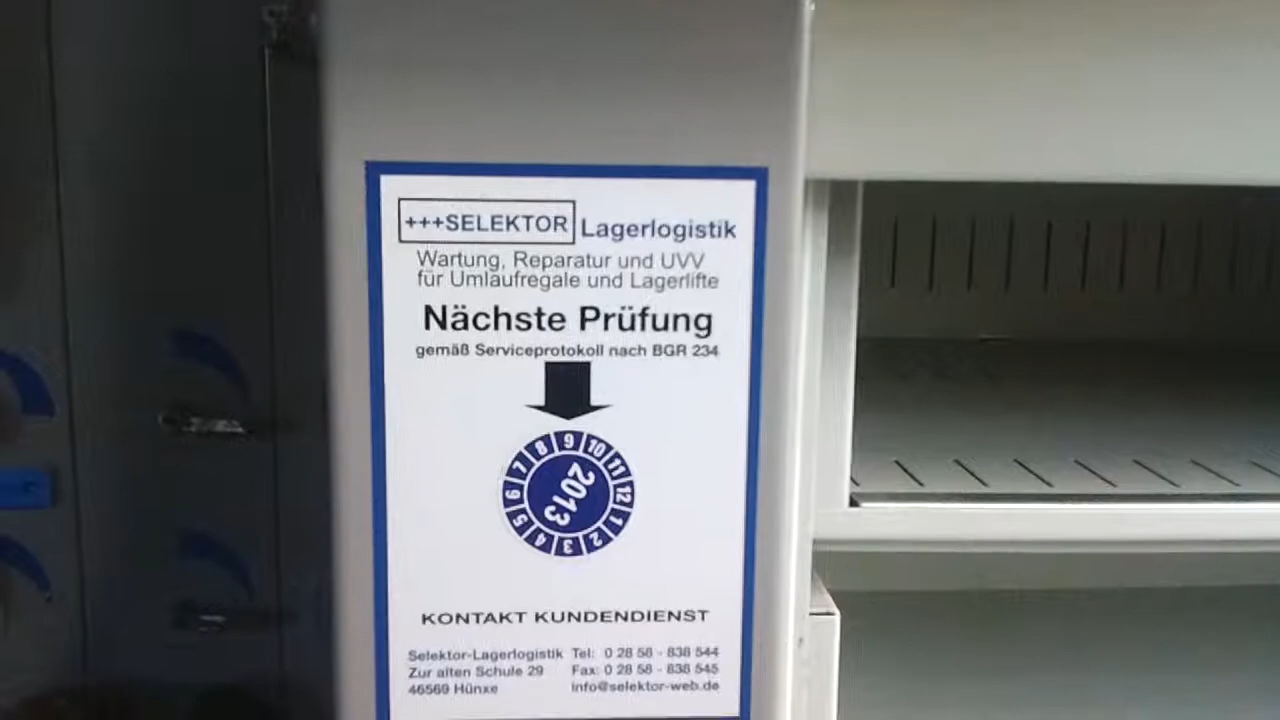 +++SELEKTOR Lagerlogistik
Wartung, Reparatur und UVV
für Umlaufregale und Lagerlifte
Nächste Prüfung
gemäß Serviceprotokoll nach BGR 234
1 2 3 4 5 6 7 8 9 10 11 12
2013
KONTAKT KUNDENDIENST
Selektor-Lagerlogistik Tel: 0 28 58 - 838 544
Zur alten Schule 29 Fax: 0 28 58 - 838 545
46569 Hünxe info@selektor-web.de